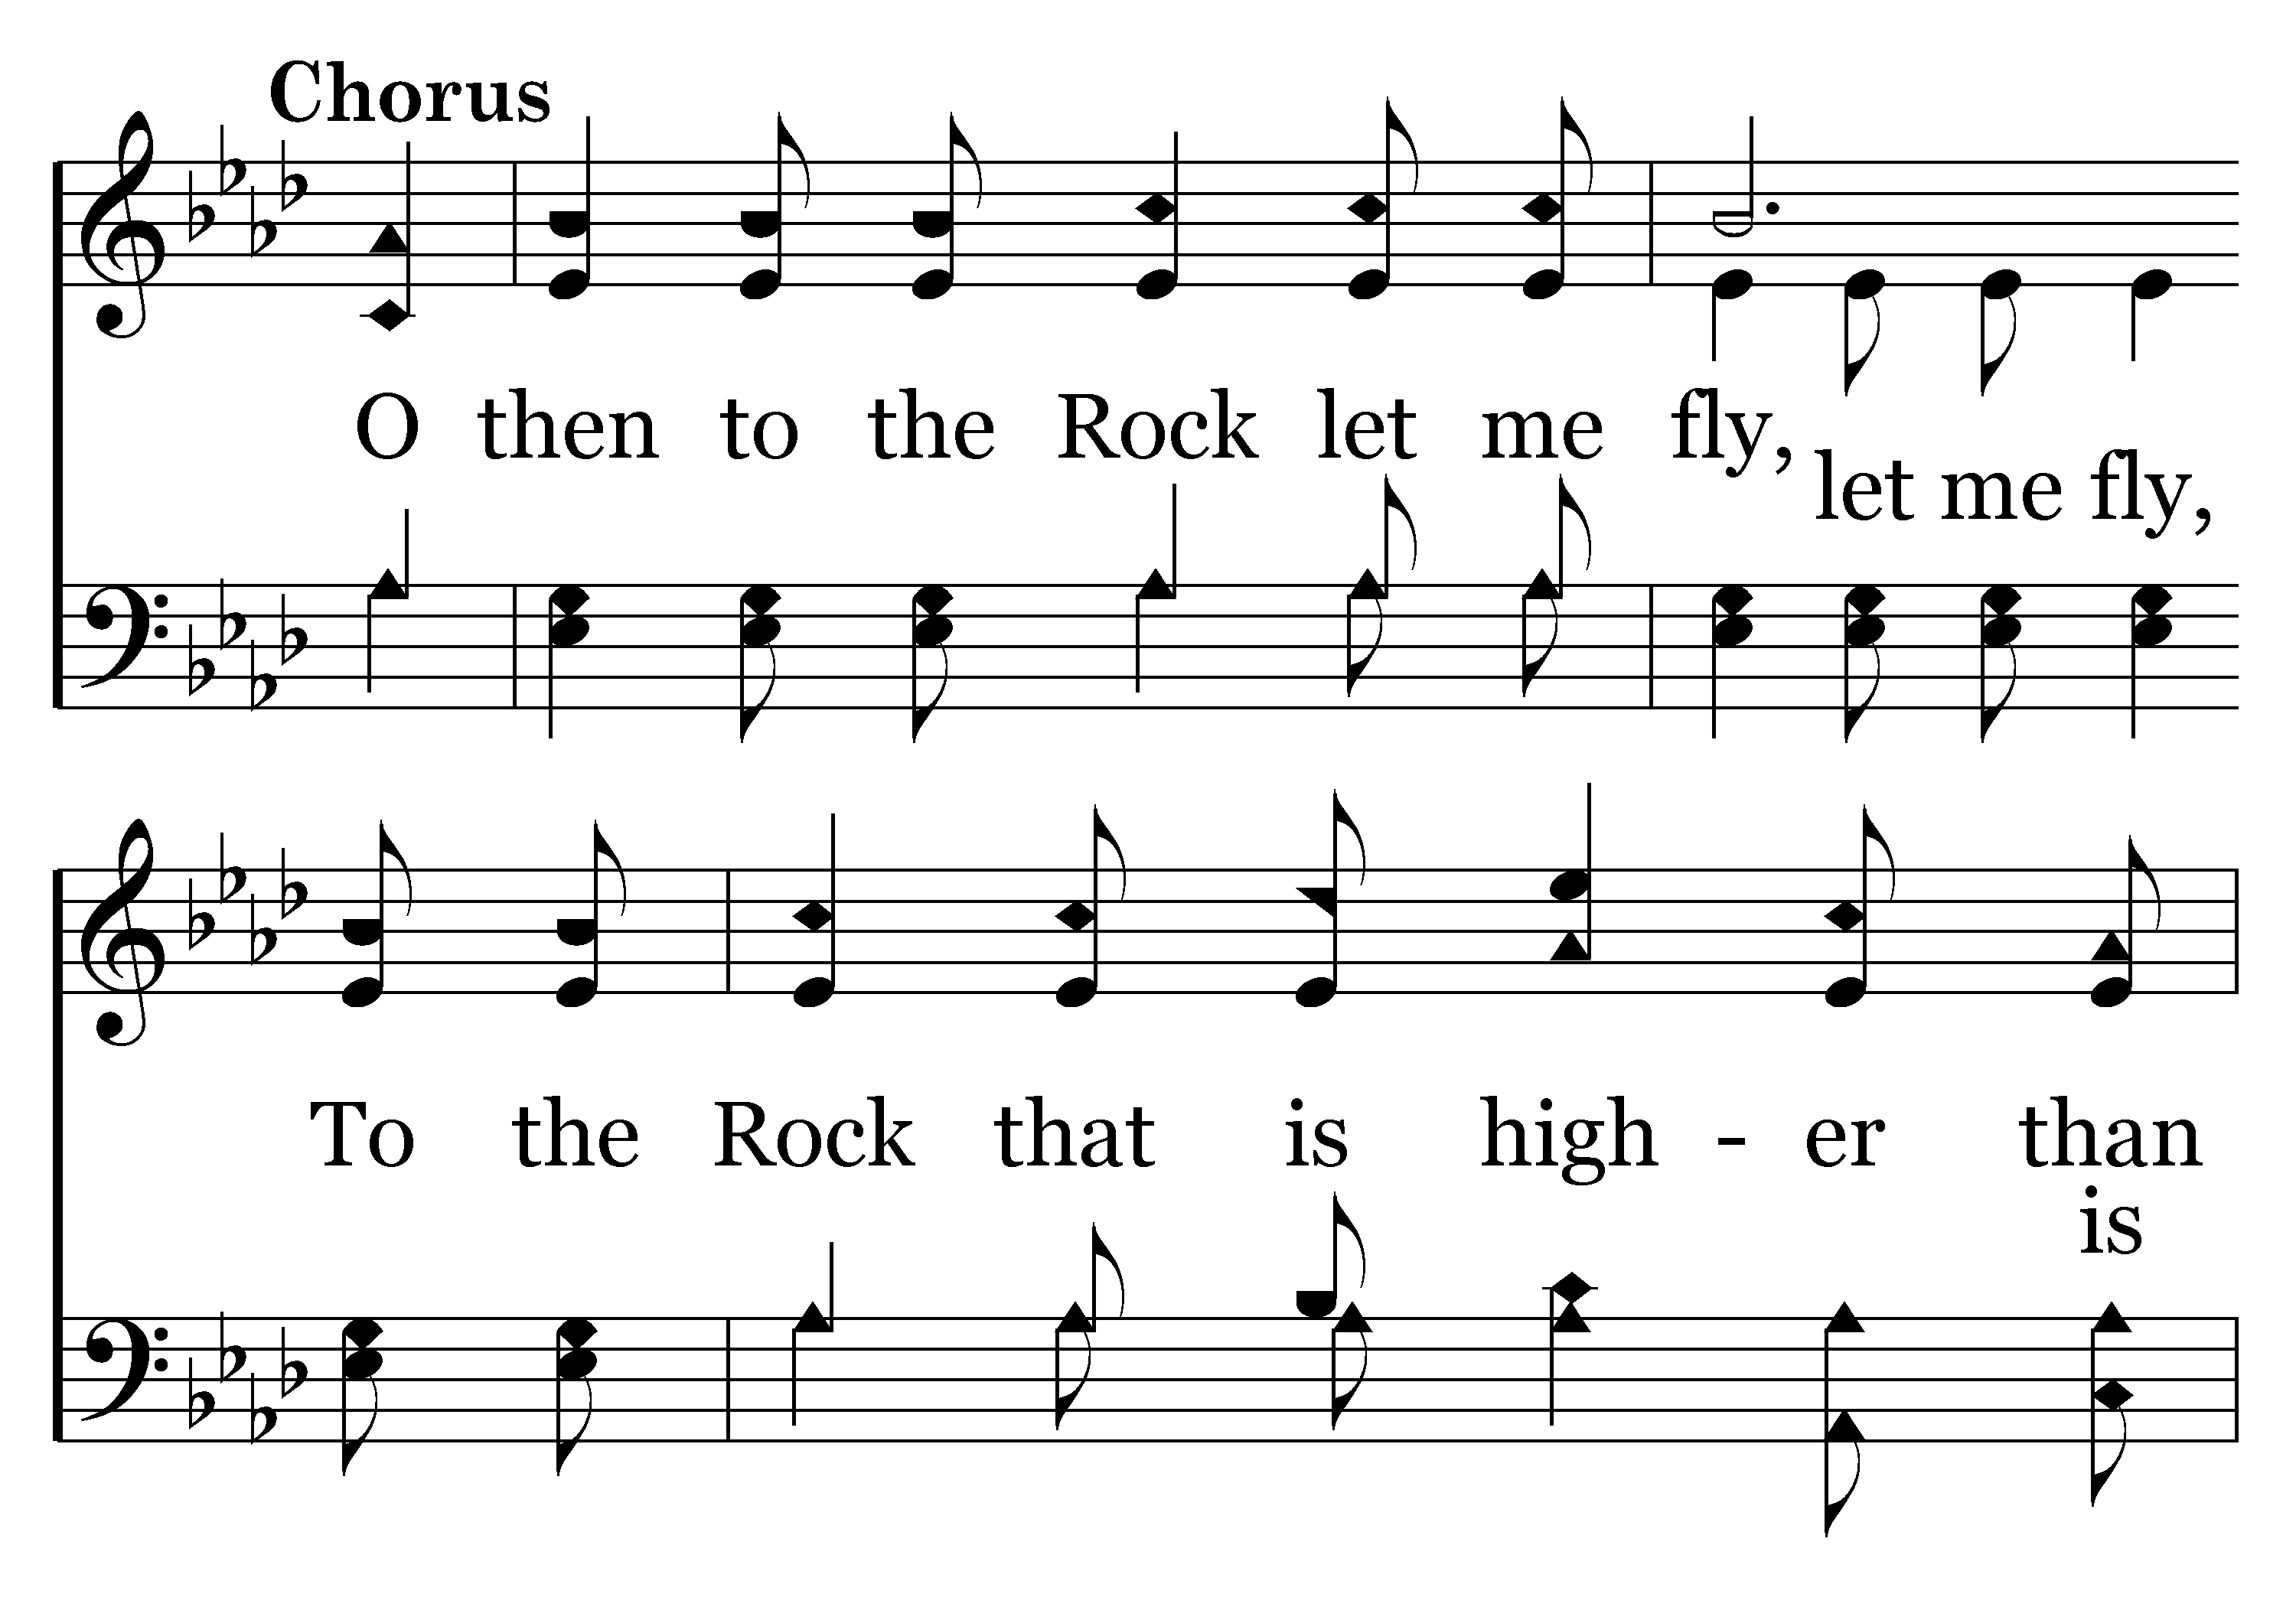 Chorus
O then to the Rock let me fly,
let me fly,
To the Rock that is high - er than
is